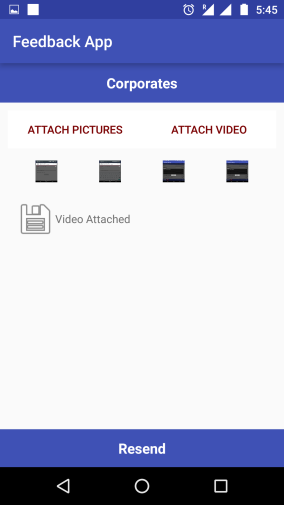 R
5:45
Feedback App
Corporates
ATTACH PICTURES
ATTACH VIDEO
Video Attached
Resend